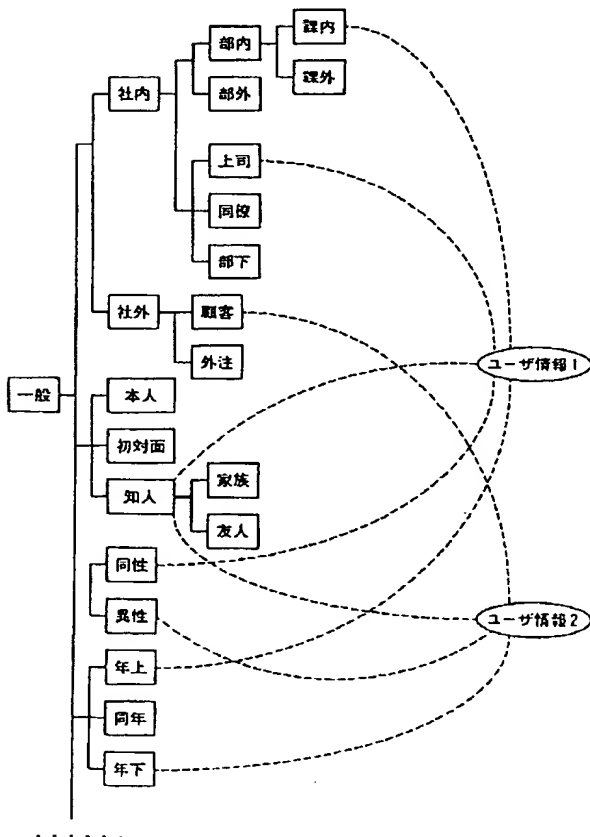 課内
部内
課外
社内
部外
上司
同僚
部下
社外
顧客
外注
ユーザ情報1
一般
本人
初対面
知人
家族
友人
同性
異性
ユーザ情報2
年上
同年
年下